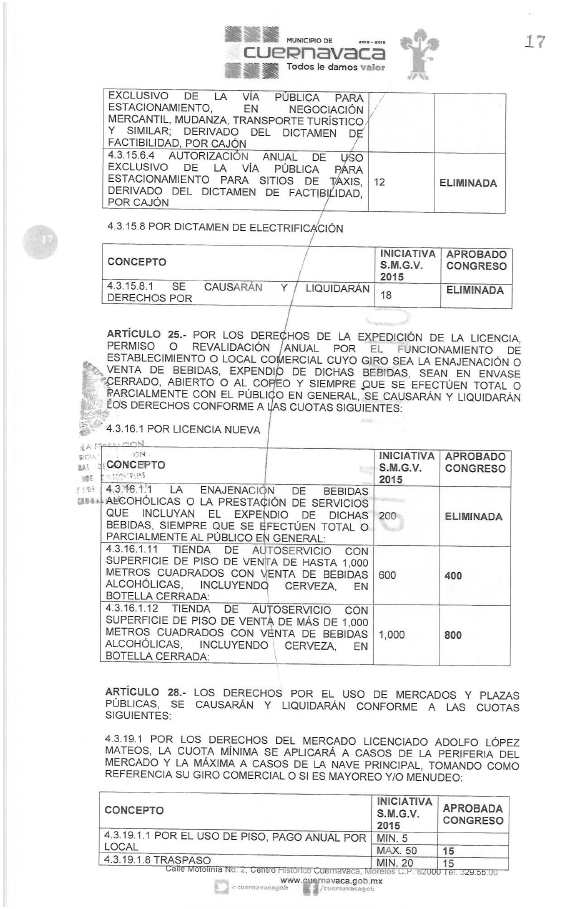 MUNICIPIO DE 2013 - 2015
cuernavaca
Todos le damos valor
17
EXCLUSIVO DE LA VÍA PÚBLICA PARA
ESTACIONAMIENTO, EN NEGOCIACIÓN
MERCANTIL, MUDANZA, TRANSPORTE TURÍSTICO
Y SIMILAR; DERIVADO DEL DICTAMEN DE
FACTIBILIDAD, POR CAJÓN
4.3.15.6.4 AUTORIZACIÓN ANUAL DE USO
EXCLUSIVO DE LA VÍA PÚBLICA PARA
ESTACIONAMIENTO PARA SITIOS DE TAXIS,
DERIVADO DEL DICTAMEN DE FACTIBILIDAD,
POR CAJÓN
12
ELIMINADA
17
4.3.15.8 POR DICTAMEN DE ELECTRIFICACIÓN
CONCEPTO
INICIATIVA
S.M.G.V.
2015
APROBADO
CONGRESO
4.3.15.8.1 SE CAUSARÁN Y LIQUIDARÁN
DERECHOS POR
18
ELIMINADA
ARTÍCULO 25.- POR LOS DERECHOS DE LA EXPEDICIÓN DE LA LICENCIA,
PERMISO O REVALIDACIÓN ANUAL POR EL FUNCIONAMIENTO DE
ESTABLECIMIENTO O LOCAL COMERCIAL CUYO GIRO SEA LA ENAJENACIÓN O
VENTA DE BEBIDAS, EXPENDIO DE DICHAS BEBIDAS, SEAN EN ENVASE
CERRADO, ABIERTO O AL COPEO Y SIEMPRE QUE SE EFECTÚEN TOTAL O
PARCIALMENTE CON EL PÚBLICO EN GENERAL, SE CAUSARÁN Y LIQUIDARÁN
LOS DERECHOS CONFORME A LAS CUOTAS SIGUIENTES:
4.3.16.1 POR LICENCIA NUEVA
CONCEPTO
INICIATIVA
S.M.G.V.
2015
APROBADO
CONGRESO
4.3.16.1.1 LA ENAJENACIÓN DE BEBIDAS
ALCOHÓLICAS O LA PRESTACIÓN DE SERVICIOS
QUE INCLUYAN EL EXPENDIO DE DICHAS
BEBIDAS, SIEMPRE QUE SE EFECTÚEN TOTAL O
PARCIALMENTE AL PÚBLICO EN GENERAL:
200
ELIMINADA
4.3.16.1.11 TIENDA DE AUTOSERVICIO CON
SUPERFICIE DE PISO DE VENTA DE HASTA 1,000
METROS CUADRADOS CON VENTA DE BEBIDAS
ALCOHÓLICAS, INCLUYENDO CERVEZA, EN
BOTELLA CERRADA:
600
400
4.3.16.1.12 TIENDA DE AUTOSERVICIO CON
SUPERFICIE DE PISO DE VENTA DE MÁS DE 1,000
METROS CUADRADOS CON VENTA DE BEBIDAS
ALCOHÓLICAS, INCLUYENDO CERVEZA, EN
BOTELLA CERRADA:
1,000
800
ARTÍCULO 28.- LOS DERECHOS POR EL USO DE MERCADOS Y PLAZAS
PÚBLICAS, SE CAUSARÁN Y LIQUIDARÁN CONFORME A LAS CUOTAS
SIGUIENTES:
4.3.19.1 POR LOS DERECHOS DEL MERCADO LICENCIADO ADOLFO LÓPEZ
MATEOS, LA CUOTA MÍNIMA SE APLICARÁ A CASOS DE LA PERIFERIA DEL
MERCADO Y LA MÁXIMA A CASOS DE LA NAVE PRINCIPAL, TOMANDO COMO
REFERENCIA SU GIRO COMERCIAL O SI ES MAYOREO Y/O MENUDEO:
CONCEPTO
INICIATIVA
S.M.G.V.
2015
APROBADA
CONGRESO
4.3.19.1.1 POR EL USO DE PISO, PAGO ANUAL POR
LOCAL
MIN. 5
MAX. 50 15
4.3.19.1.8 TRASPASO MIN. 20 15
Calle Motolinía No. 2, Centro Histórico Cuernavaca, Morelos C.P. 62000 Tel. 329.55.00
www.cuernavaca.gob.mx
@cuernavacagob /cuernavacagob